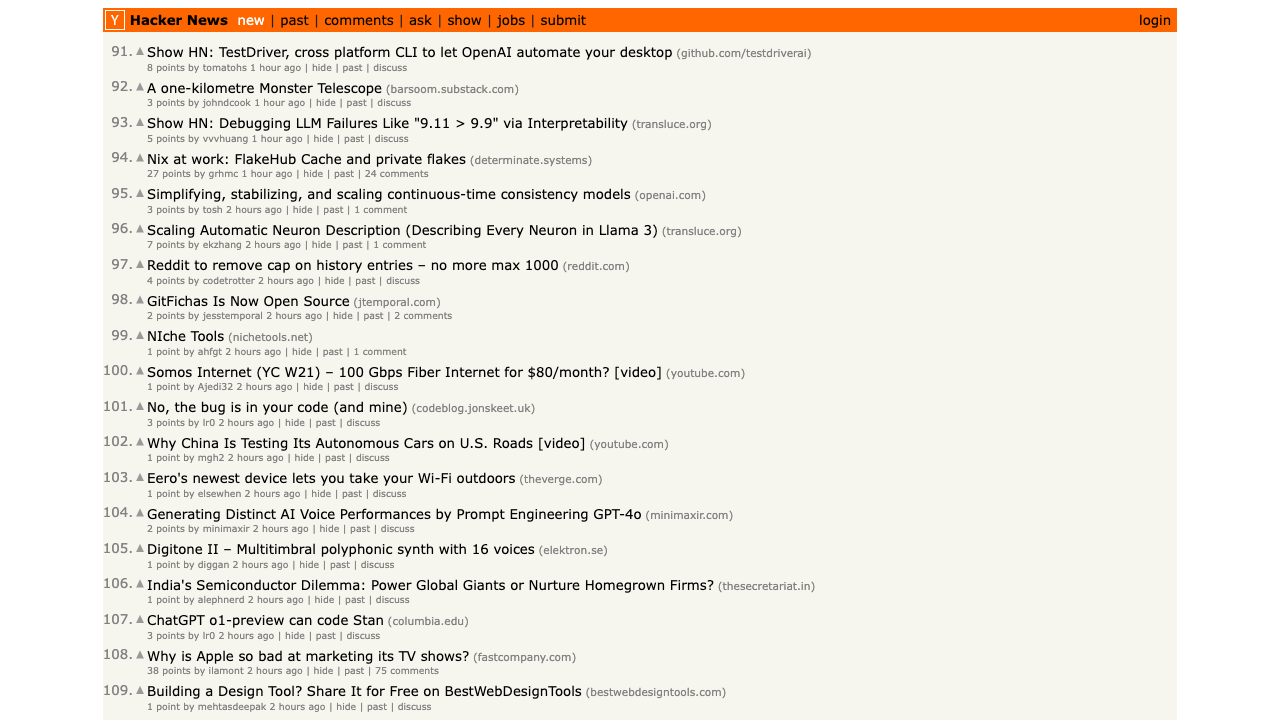 Y Hacker News new | past | comments | ask | show | jobs | submit login
91. Show HN: TestDriver, cross platform CLI to let OpenAI automate your desktop (github.com/testdriverai)
8 points by tomatohs 1 hour ago | hide | past | discuss
92. A one-kilometre Monster Telescope (barsoom.substack.com)
3 points by johndcook 1 hour ago | hide | past | discuss
93. Show HN: Debugging LLM Failures Like "9.11 > 9.9" via Interpretability (transluce.org)
5 points by vvvhuang 1 hour ago | hide | past | discuss
94. Nix at work: FlakeHub Cache and private flakes (determinate.systems)
27 points by grhmc 1 hour ago | hide | past | 24 comments
95. Simplifying, stabilizing, and scaling continuous-time consistency models (openai.com)
3 points by tosh 2 hours ago | hide | past | 1 comment
96. Scaling Automatic Neuron Description (Describing Every Neuron in Llama 3) (transluce.org)
7 points by ekzhang 2 hours ago | hide | past | 1 comment
97. Reddit to remove cap on history entries – no more max 1000 (reddit.com)
4 points by codetrotter 2 hours ago | hide | past | discuss
98. GitFichas Is Now Open Source (jtemporal.com)
2 points by jesstemporal 2 hours ago | hide | past | 2 comments
99. NIche Tools (nichetools.net)
1 point by ahfgt 2 hours ago | hide | past | 1 comment
100. Somos Internet (YC W21) – 100 Gbps Fiber Internet for $80/month? [video] (youtube.com)
1 point by Ajedi32 2 hours ago | hide | past | discuss
101. No, the bug is in your code (and mine) (codeblog.jonskeet.uk)
3 points by lr0 2 hours ago | hide | past | discuss
102. Why China Is Testing Its Autonomous Cars on U.S. Roads [video] (youtube.com)
1 point by mgh2 2 hours ago | hide | past | discuss
103. Eero's newest device lets you take your Wi-Fi outdoors (theverge.com)
1 point by elsewhen 2 hours ago | hide | past | discuss
104. Generating Distinct AI Voice Performances by Prompt Engineering GPT-4o (minimaxir.com)
2 points by minimaxir 2 hours ago | hide | past | discuss
105. Digitone II – Multitimbral polyphonic synth with 16 voices (elektron.se)
1 point by diggan 2 hours ago | hide | past | discuss
106. India's Semiconductor Dilemma: Power Global Giants or Nurture Homegrown Firms? (thesecretariat.in)
1 point by alephnerd 2 hours ago | hide | past | discuss
107. ChatGPT o1-preview can code Stan (columbia.edu)
3 points by lr0 2 hours ago | hide | past | discuss
108. Why is Apple so bad at marketing its TV shows? (fastcompany.com)
38 points by ilamont 2 hours ago | hide | past | 75 comments
109. Building a Design Tool? Share It for Free on BestWebDesignTools (bestwebdesigntools.com)
1 point by mehtasdeepak 2 hours ago | hide | past | discuss